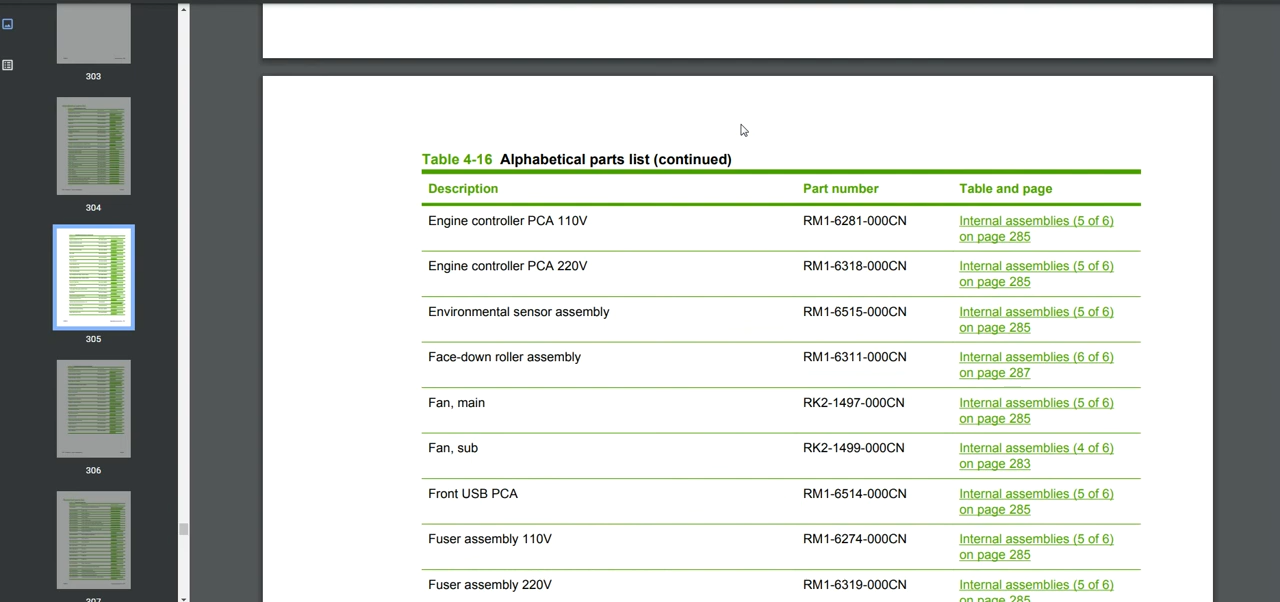 303
304
305
306
307
Table 4-16 Alphabetical parts list (continued)
Description Part number Table and page
Engine controller PCA 110V RM1-6281-000CN Internal assemblies (5 of 6)
on page 285
Engine controller PCA 220V RM1-6318-000CN Internal assemblies (5 of 6)
on page 285
Environmental sensor assembly RM1-6515-000CN Internal assemblies (5 of 6)
on page 285
Face-down roller assembly RM1-6311-000CN Internal assemblies (6 of 6)
on page 287
Fan, main RK2-1497-000CN Internal assemblies (5 of 6)
on page 285
Fan, sub RK2-1499-000CN Internal assemblies (4 of 6)
on page 283
Front USB PCA RM1-6514-000CN Internal assemblies (5 of 6)
on page 285
Fuser assembly 110V RM1-6274-000CN Internal assemblies (5 of 6)
on page 285
Fuser assembly 220V RM1-6319-000CN Internal assemblies (5 of 6)
on page 285